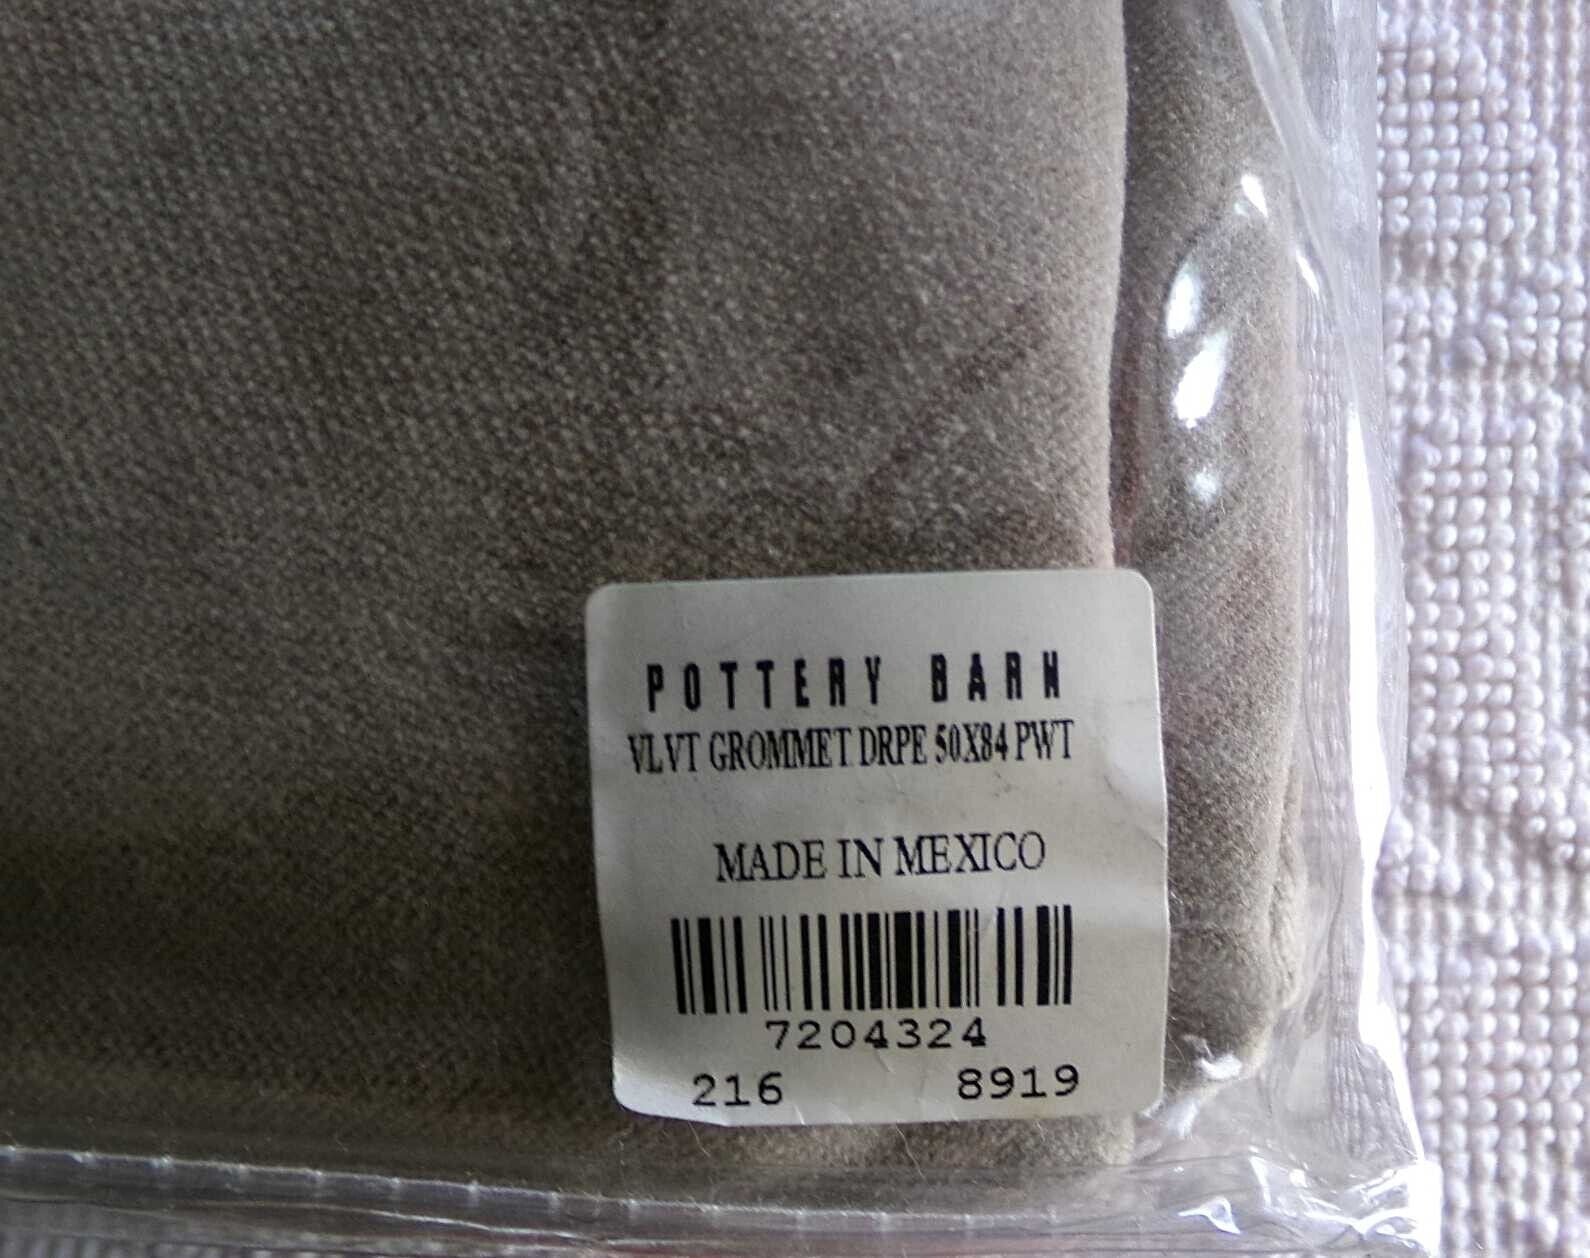 POTTERY BARN
VLVT GROMMET DRPE 50X84 PWT
MADE IN MEXICO
7204324
216 8919